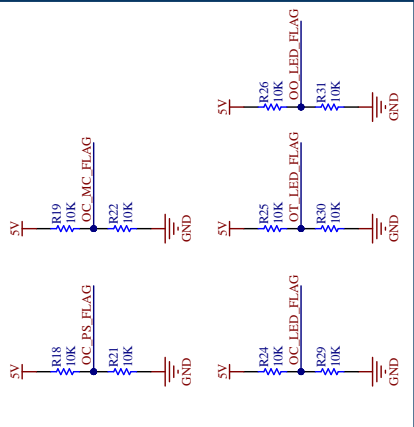 5V
R26
10K
OO_LED_FLAG
R31
10K
GND
5V
R19
10K
OC_MC_FLAG
R22
10K
GND
5V
R25
10K
OT_LED_FLAG
R30
10K
GND
5V
R18
10K
OC_PS_FLAG
R21
10K
GND
5V
R24
10K
OC_LED_FLAG
R29
10K
GND